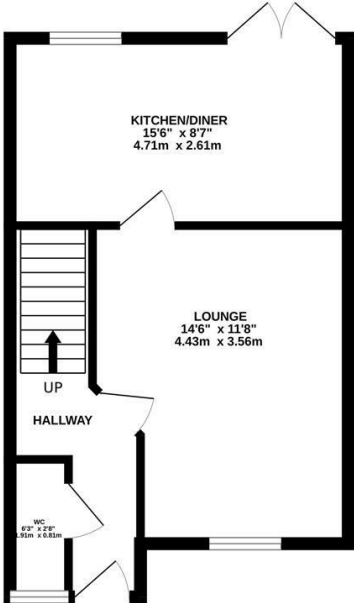 KITCHEN/DINER
15'6" x 8'7"
4.71m x 2.61m
LOUNGE
14'6" x 11'8"
4.43m x 3.56m
UP
HALLWAY
WC
6'3" x 2'8"
1.91m x 0.81m